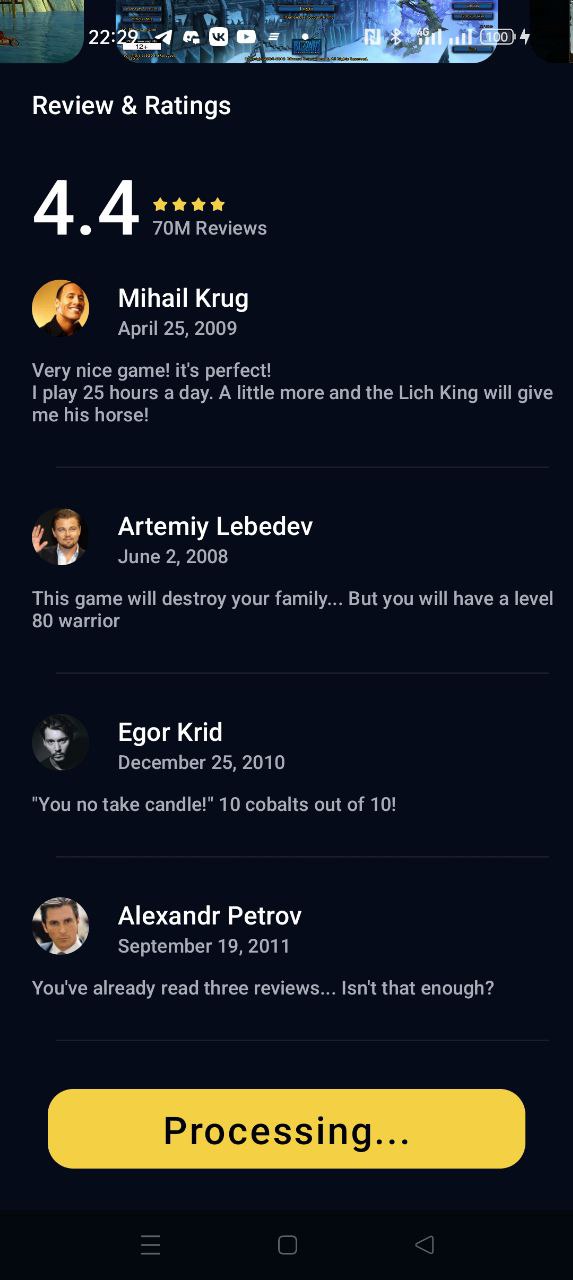 22:29
4G
100
12+
Review & Ratings
4.4
70M Reviews
Mihail Krug
April 25, 2009
Very nice game! it's perfect!
I play 25 hours a day. A little more and the Lich King will give
me his horse!
Artemiy Lebedev
June 2, 2008
This game will destroy your family... But you will have a level
80 warrior
Egor Krid
December 25, 2010
"You no take candle!" 10 cobalts out of 10!
Alexandr Petrov
September 19, 2011
You've already read three reviews... Isn't that enough?
Processing...